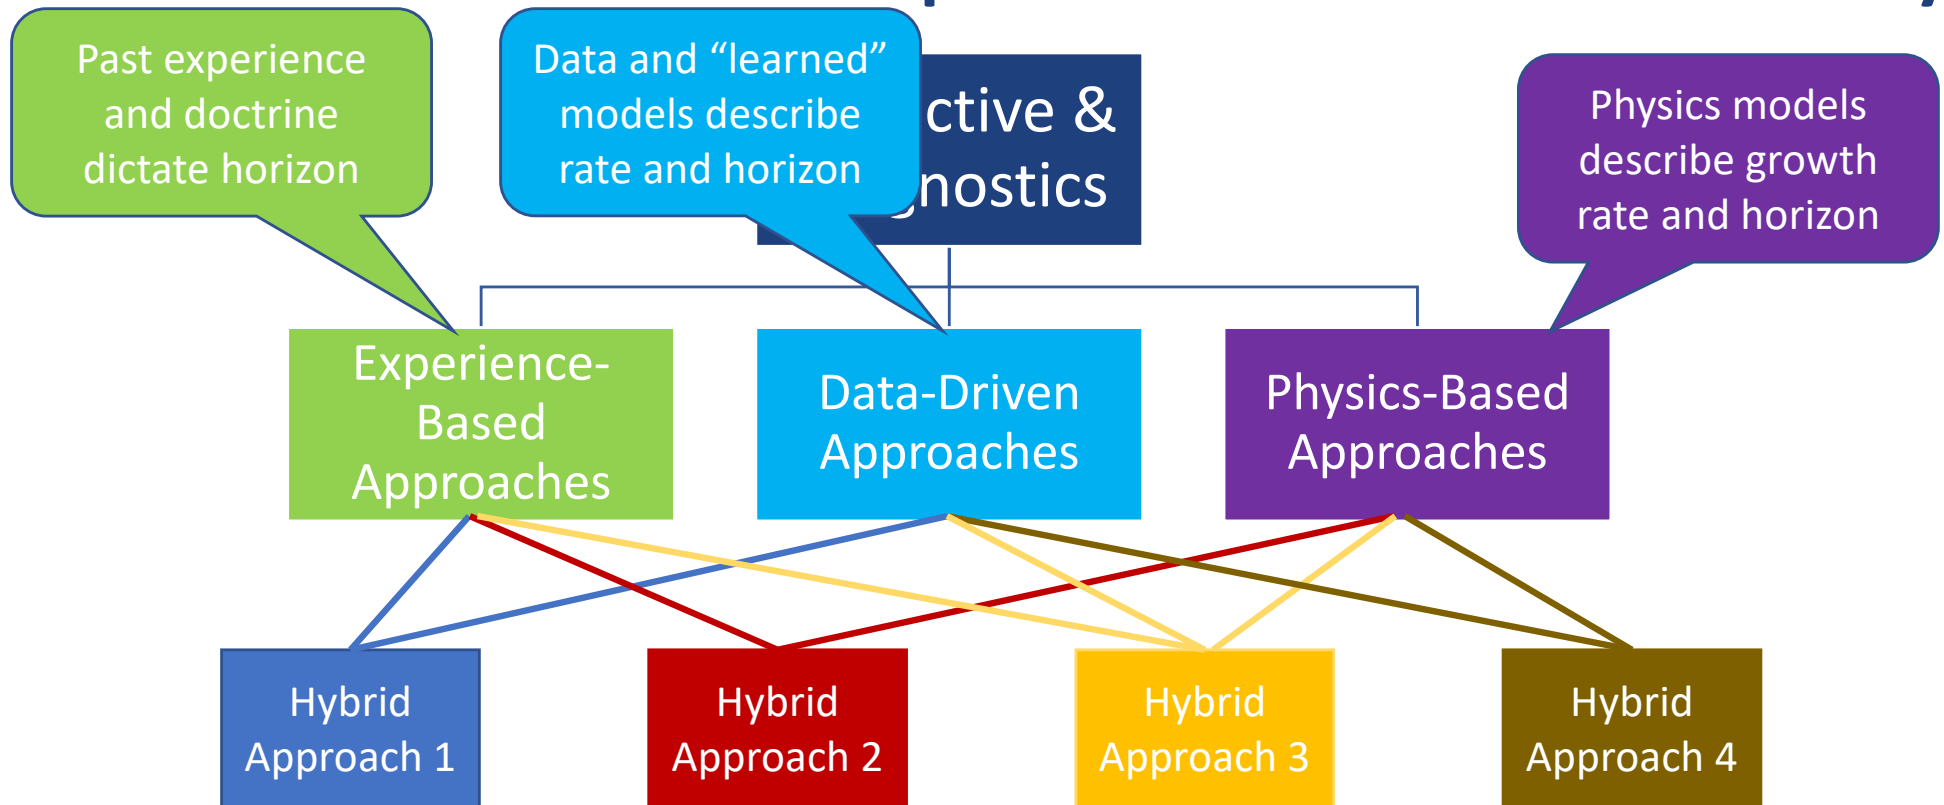 Past experience
and doctrine
dictate horizon
Data and “learned”
models describe
rate and horizon
ctive &
gnostics
Physics models
describe growth
rate and horizon
Experience-
Based
Approaches
Data-Driven
Approaches
Physics-Based
Approaches
Hybrid
Approach 1
Hybrid
Approach 2
Hybrid
Approach 3
Hybrid
Approach 4